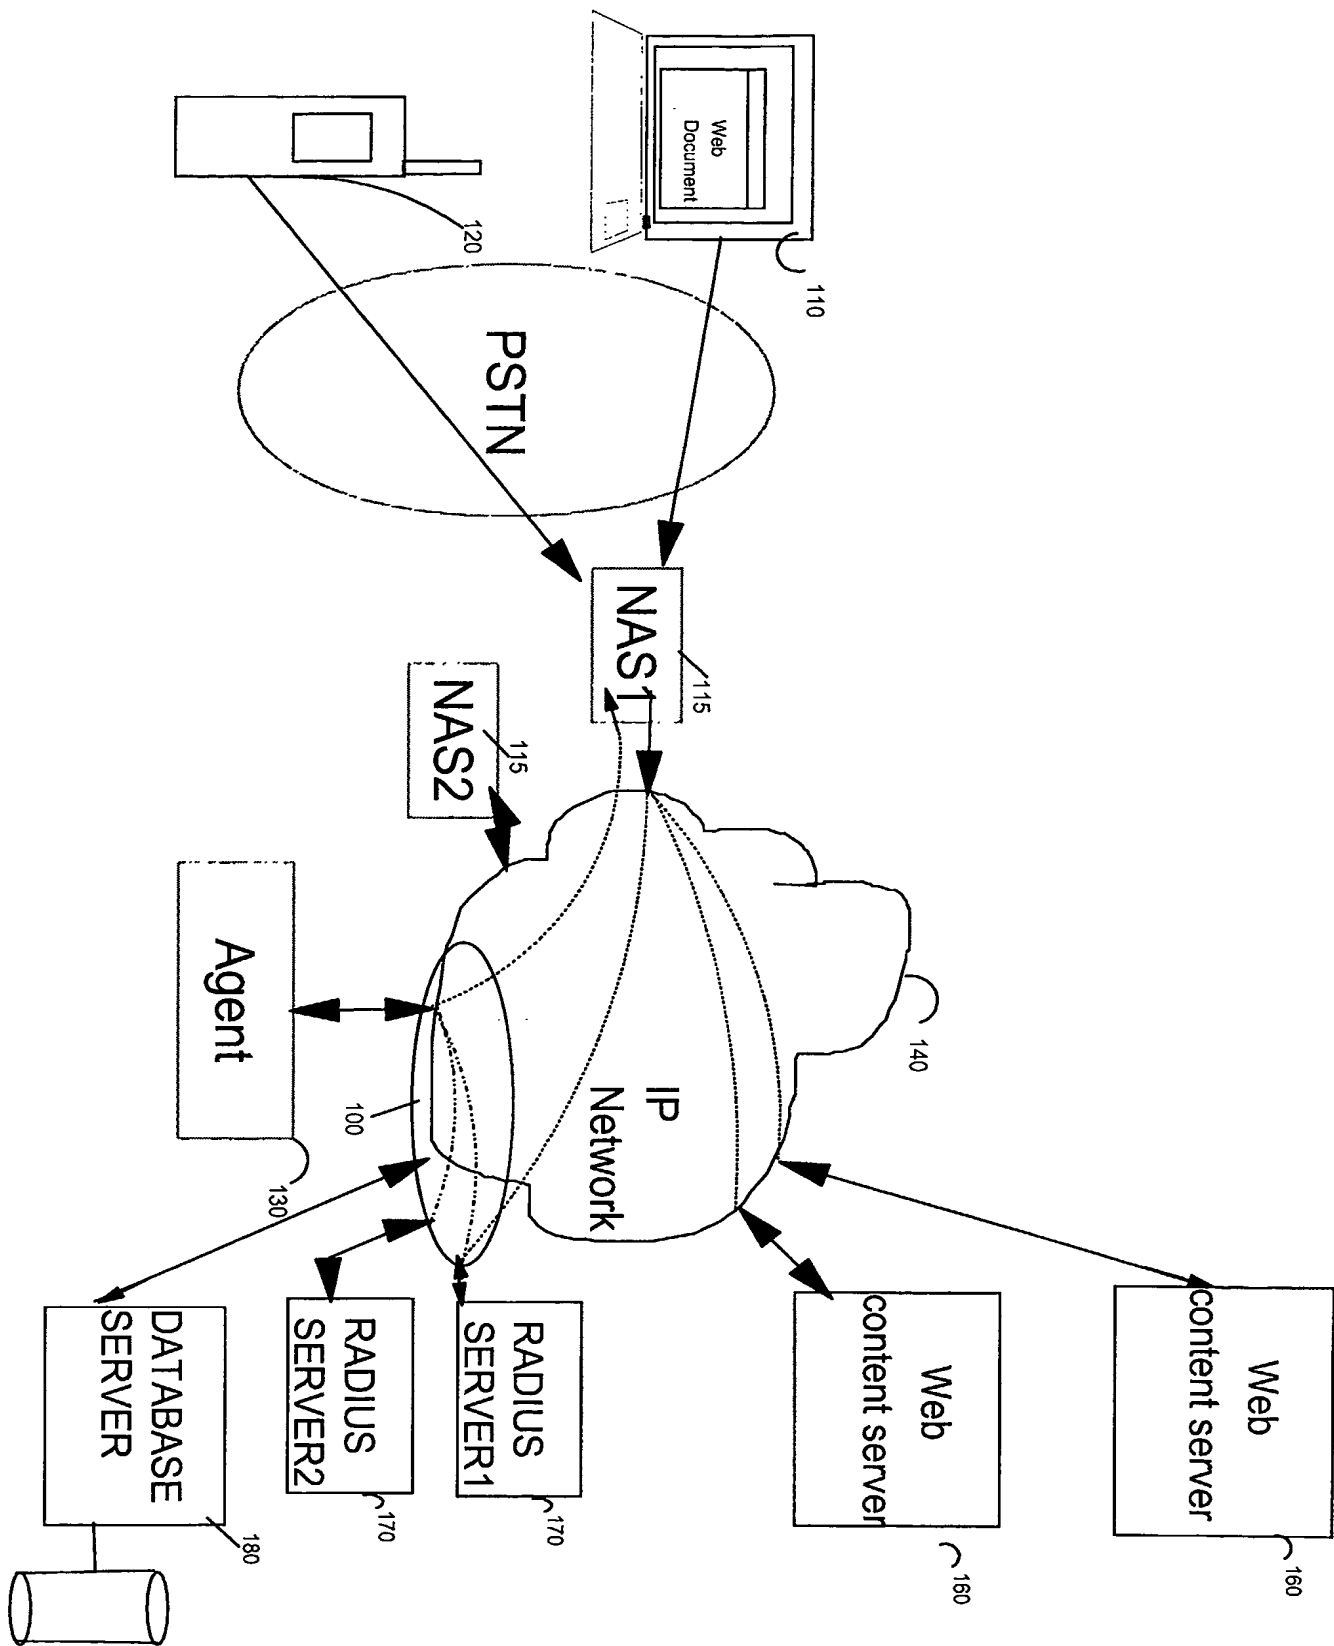 Web
content server
160
Web
content server
160
140
110
Web
Document
IP
Network
115
NAS1
PSTN
RADIUS
SERVER1
170
115
NAS2
120
100
RADIUS
SERVER2
170
130
Agent
DATABASE
SERVER
180